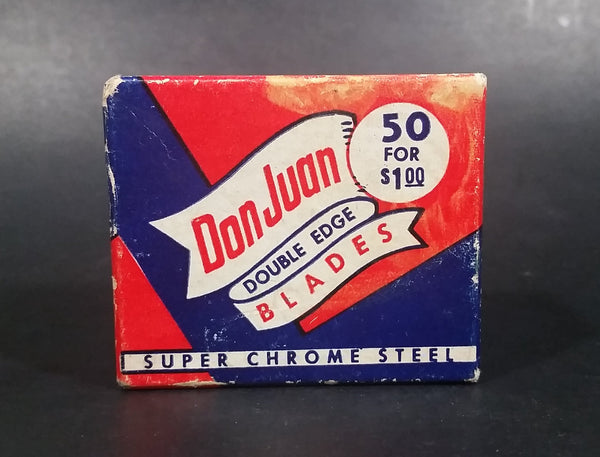 50
FOR
$1.00
Don Juan
DOUBLE EDGE
BLADES
SUPER CHROME STEEL